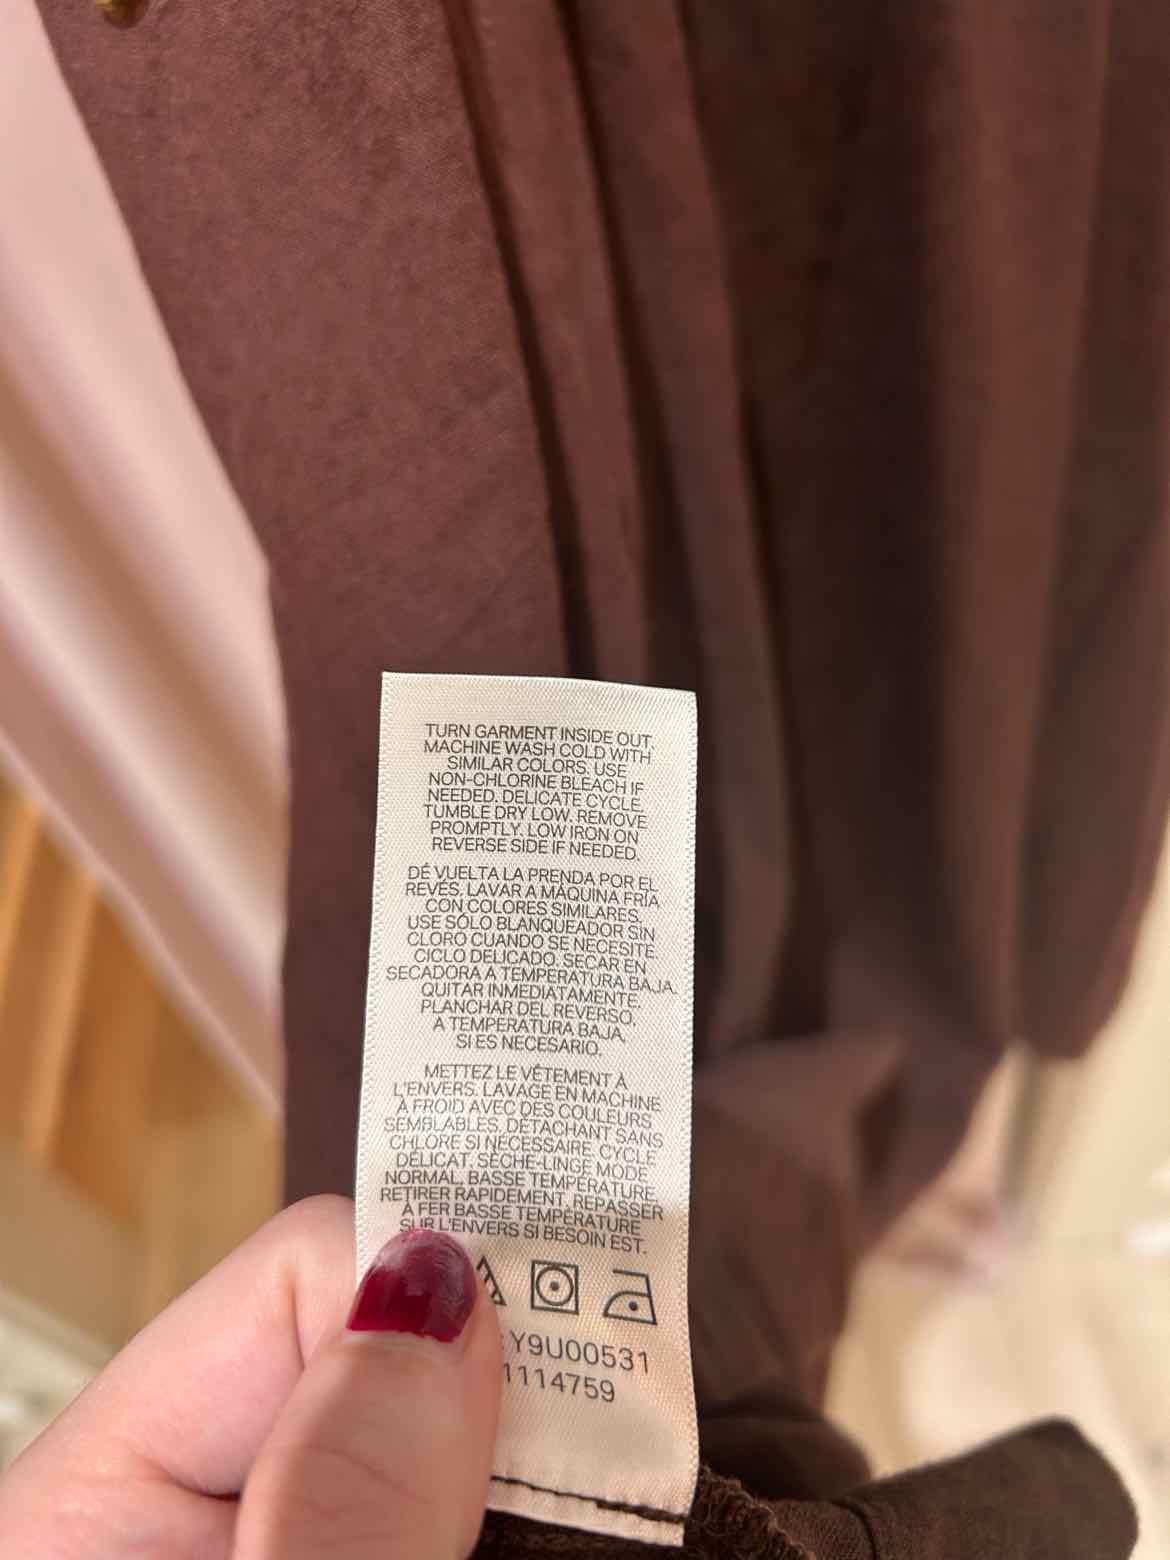 TURN GARMENT INSIDE OUT,
MACHINE WASH COLD WITH
SIMILAR COLORS. USE
NON-CHLORINE BLEACH IF
NEEDED. DELICATE CYCLE.
TUMBLE DRY LOW. REMOVE
PROMPTLY. LOW IRON ON
REVERSE SIDE IF NEEDED.
DÉ VUELTA LA PRENDA POR EL
REVÉS. LAVAR A MÁQUINA FRÍA
CON COLORES SIMILARES.
USE SÓLO BLANQUEADOR SIN
CLORO CUANDO SE NECESITE.
CICLO DELICADO. SECAR EN
SECADORA A TEMPERATURA BAJA.
QUITAR INMEDIATAMENTE.
PLANCHAR DEL REVERSO,
A TEMPERATURA BAJA,
SI ES NECESARIO.
METTEZ LE VÊTEMENT À
L'ENVERS. LAVAGE EN MACHINE
À FROID AVEC DES COULEURS
SEMBLABLES. DÉTACHANT SANS
CHLORE SI NÉCESSAIRE. CYCLE
DÉLICAT. SÈCHE-LINGE MODE
NORMAL, BASSE TEMPÉRATURE.
RETIRER RAPIDEMENT. REPASSER
À FER BASSE TEMPÉRATURE
SUR L'ENVERS SI BESOIN EST.
Y9U00531
1114759